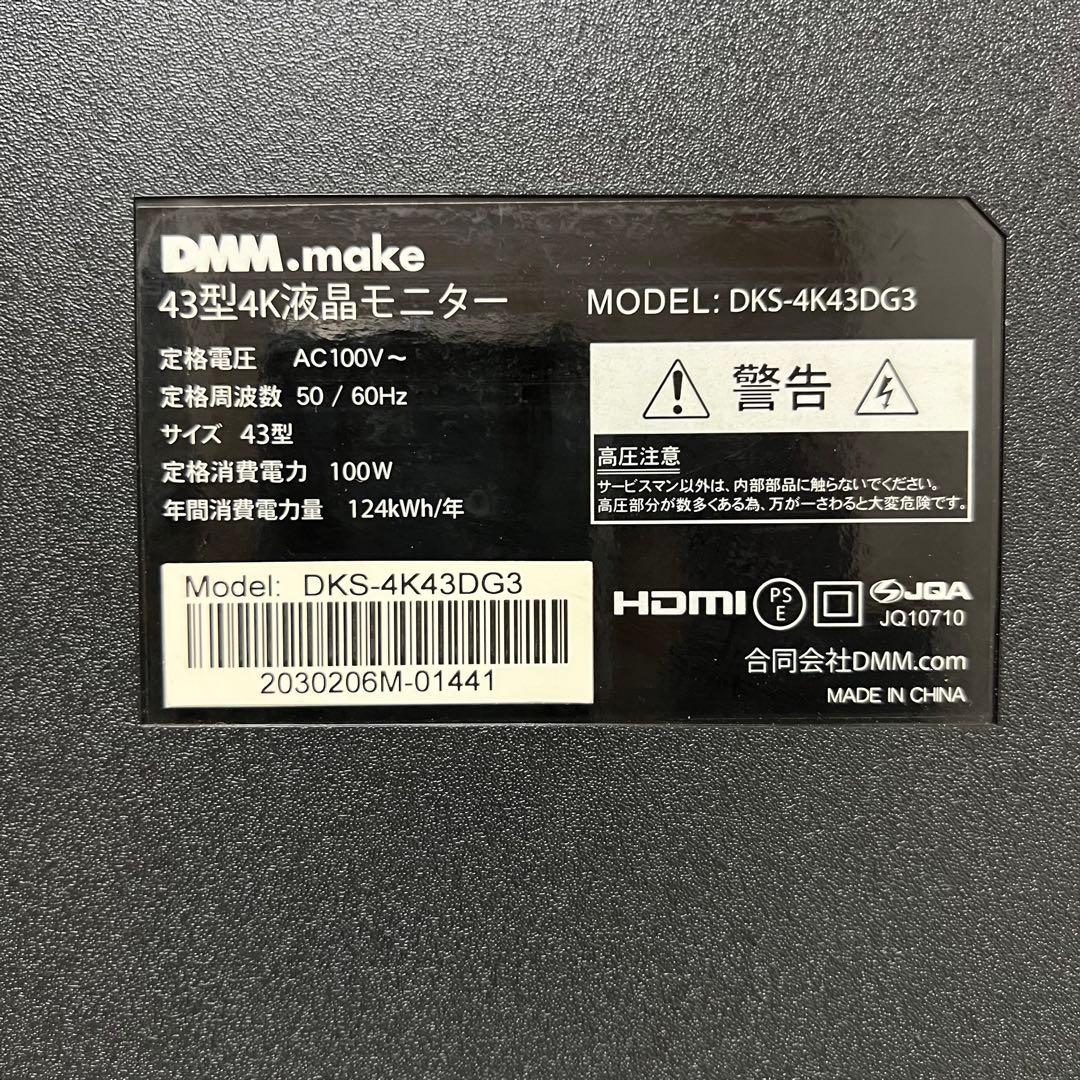 DMM.make
43型4K液晶モニター
MODEL: DKS-4K43DG3
定格電圧 AC100V～
定格周波数 50 / 60Hz
サイズ 43型
定格消費電力 100W
年間消費電力量 124kWh/年
警告
高圧注意
サービスマン以外は、内部部品に触らないでください。
高圧部分が数多くある為、万が一さわると大変危険です。
Model: DKS-4K43DG3
2030206M-01441
HDMI PS E JQA
JQ10710
合同会社DMM.com
MADE IN CHINA